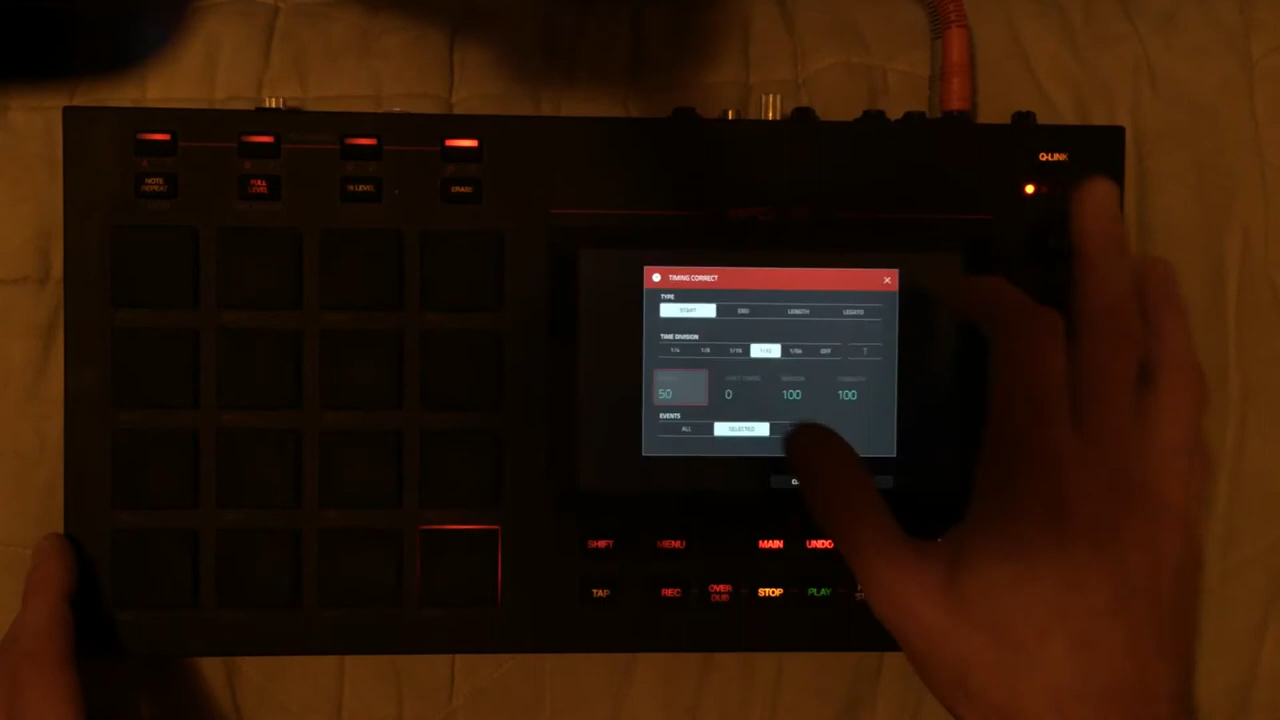 Q-LINK
NOTE REPEAT
FULL LEVEL
16 LEVEL
ERASE
TIMING CORRECT
TYPE
START END LENGTH LEGATO
TIME DIVISION
1/4 1/8 1/16 1/32 1/64 OFF T
50 0 100 100
EVENTS
ALL SELECTED
SHIFT MENU MAIN UNDO
TAP REC OVER DUB STOP PLAY